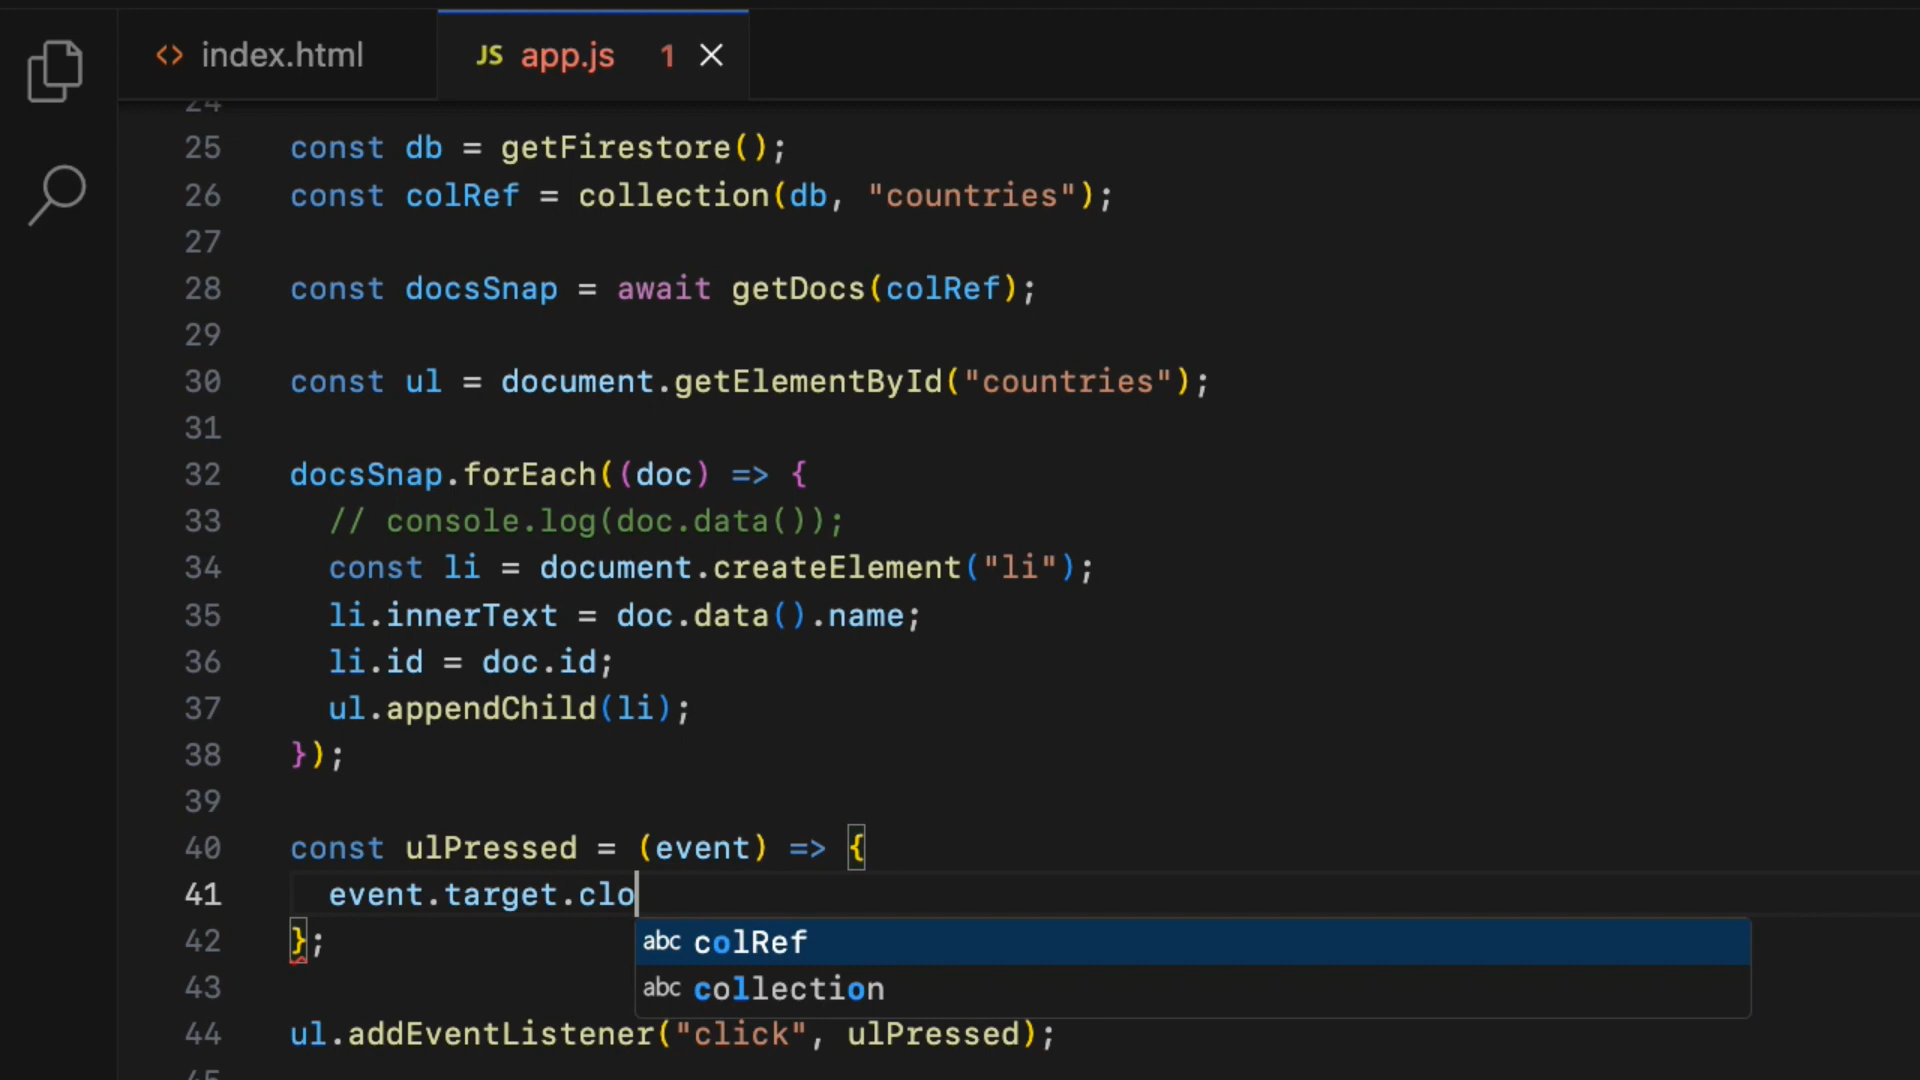 <> index.html JS app.js 1
24
25 const db = getFirestore();
26 const colRef = collection(db, "countries");
27
28 const docsSnap = await getDocs(colRef);
29
30 const ul = document.getElementById("countries");
31
32 docsSnap.forEach((doc) => {
33 // console.log(doc.data());
34 const li = document.createElement("li");
35 li.innerText = doc.data().name;
36 li.id = doc.id;
37 ul.appendChild(li);
38 });
39
40 const ulPressed = (event) => {
41 event.target.clo
abc colRef
42 };
abc collection
43
44 ul.addEventListener("click", ulPressed);
45